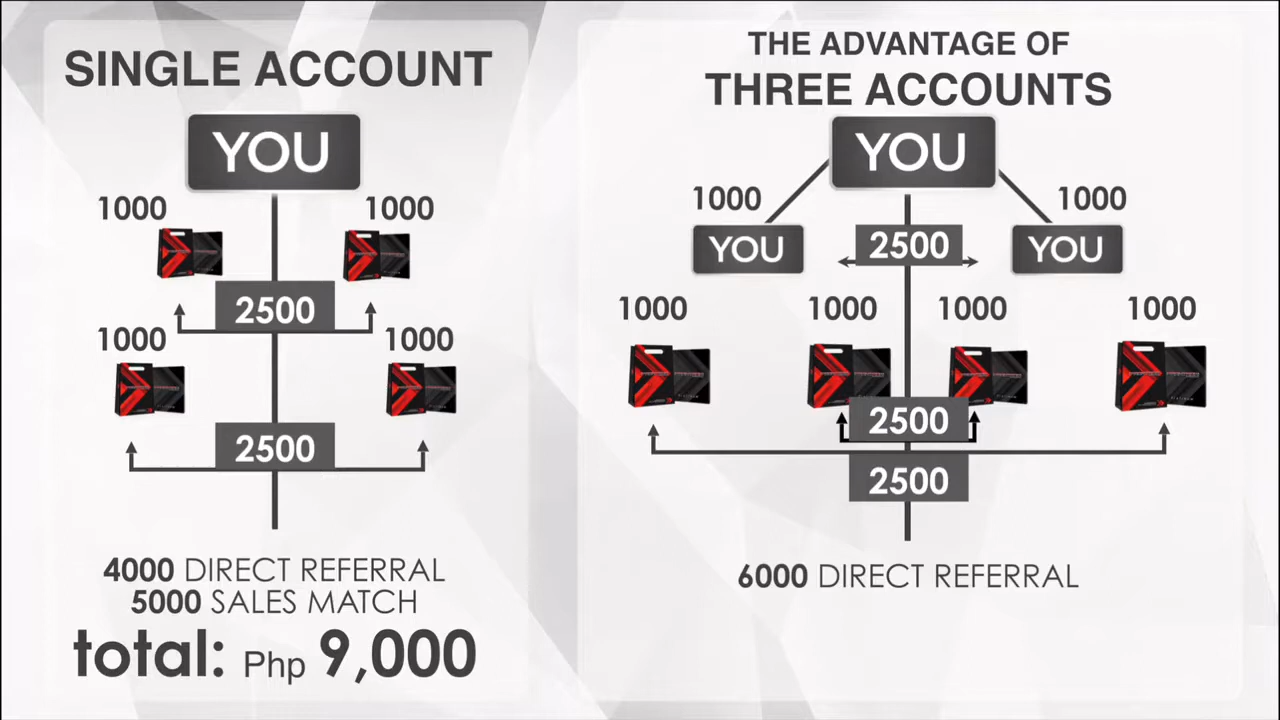 SINGLE ACCOUNT
YOU
1000 1000
2500
1000 1000
2500
4000 DIRECT REFERRAL
5000 SALES MATCH
total: Php 9,000
THE ADVANTAGE OF
THREE ACCOUNTS
YOU
1000 1000
YOU 2500 YOU
1000 1000 1000 1000
2500
2500
6000 DIRECT REFERRAL